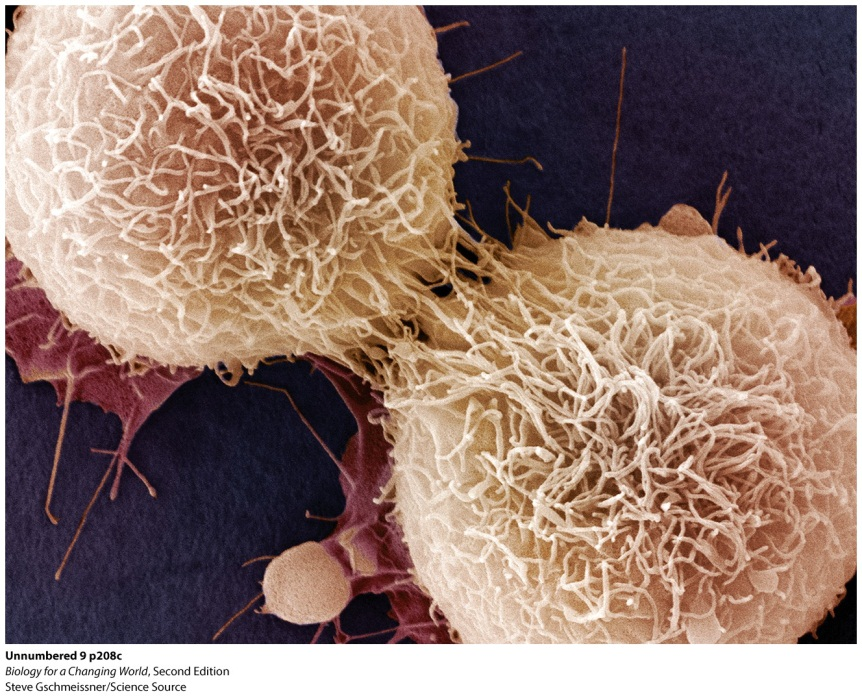 Unnumbered 9 p208c
Biology for a Changing World, Second Edition
Steve Gschmeissner/Science Source